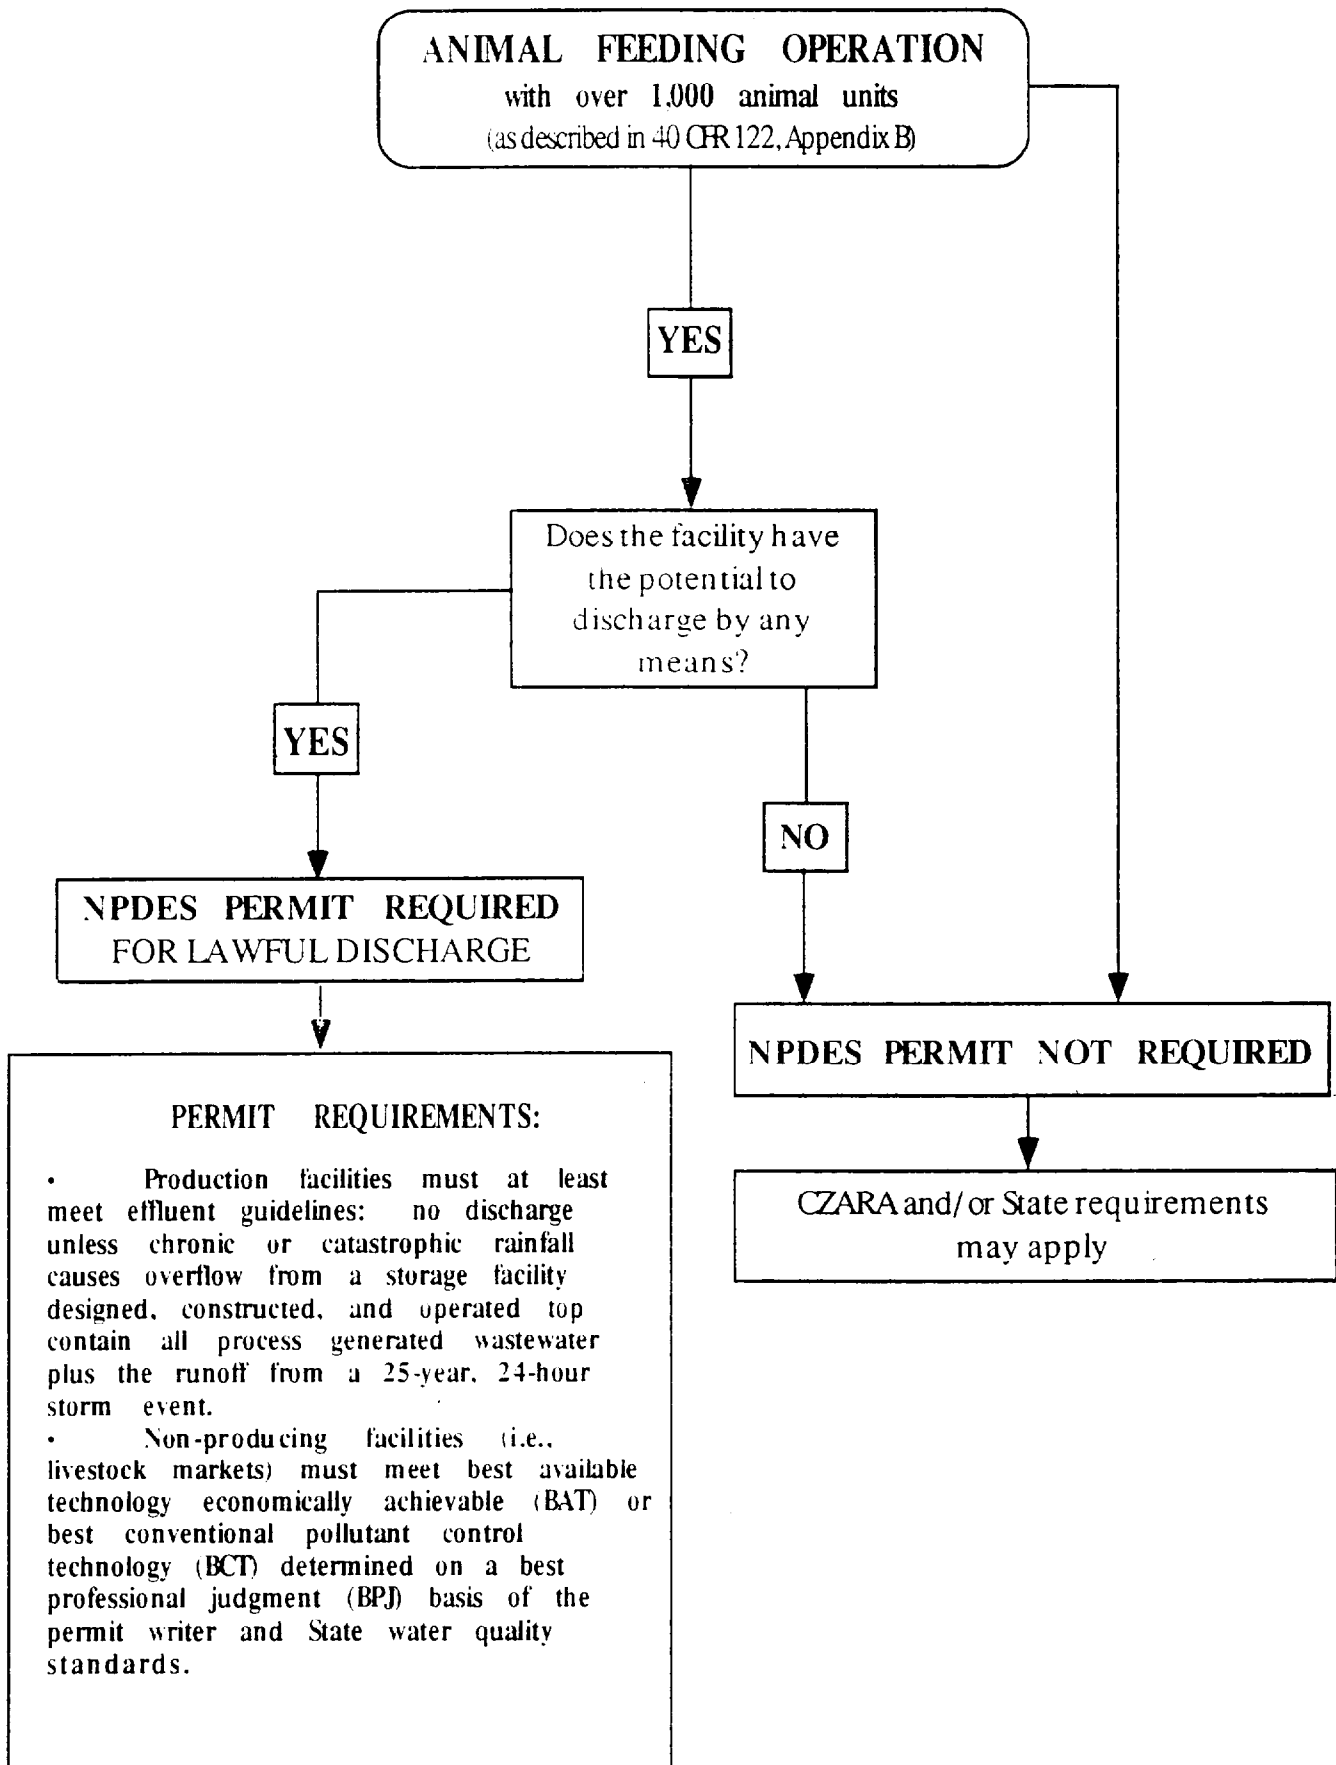 ANIMAL FEEDING OPERATION
with over 1,000 animal units
(as described in 40 CFR 122, Appendix B)
YES
Does the facility have
the potential to
discharge by any
means?
YES
NO
NPDES PERMIT REQUIRED
FOR LAWFUL DISCHARGE
NPDES PERMIT NOT REQUIRED
CZARA and/or State requirements
may apply
PERMIT REQUIREMENTS:
• Production facilities must at least
meet effluent guidelines: no discharge
unless chronic or catastrophic rainfall
causes overflow from a storage facility
designed, constructed, and operated top
contain all process generated wastewater
plus the runoff from a 25-year, 24-hour
storm event.
• Non-producing facilities (i.e.,
livestock markets) must meet best available
technology economically achievable (BAT) or
best conventional pollutant control
technology (BCT) determined on a best
professional judgment (BPJ) basis of the
permit writer and State water quality
standards.